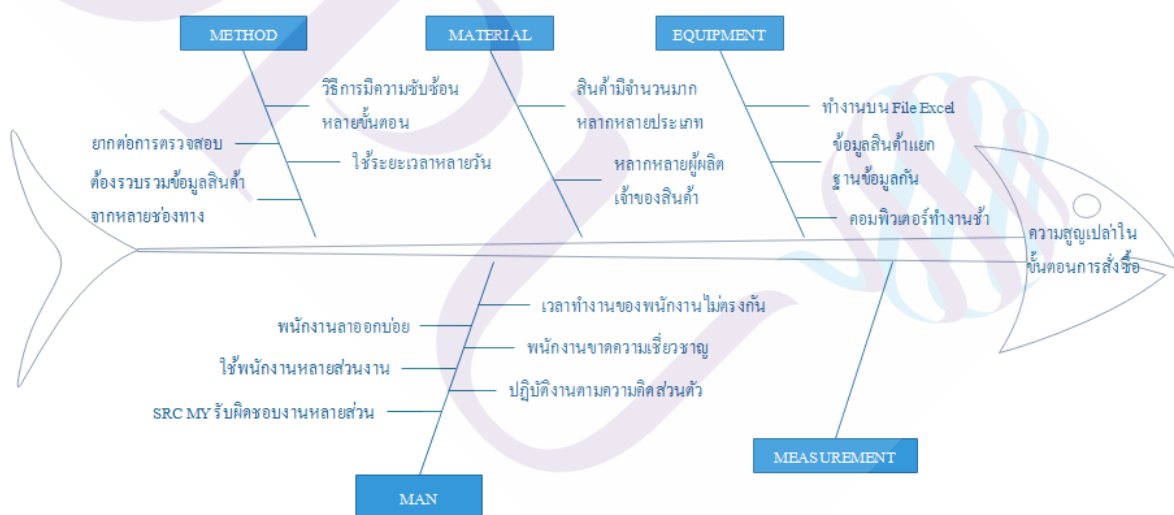 METHOD
MATERIAL
EQUIPMENT
วิธีการมีความซับซ้อน
หลายขั้นตอน
ยากต่อการตรวจสอบ
ใช้ระยะเวลาหลายวัน
ต้องรวบรวมข้อมูลสินค้า
จากหลายช่องทาง
สินค้ามีจำนวนมาก
หลากหลายประเภท
หลากหลายผู้ผลิต
เจ้าของสินค้า
ทำงานบน File Excel
ข้อมูลสินค้าแยก
ฐานข้อมูลกัน
คอมพิวเตอร์ทำงานช้า
ความสูญเปล่าใน
ขั้นตอนการสั่งซื้อ
เวลาทำงานของพนักงานไม่ตรงกัน
พนักงานลาออกบ่อย
พนักงานขาดความเชี่ยวชาญ
ใช้พนักงานหลายส่วนงาน
ปฏิบัติงานตามความคิดส่วนตัว
SRC MY รับผิดชอบงานหลายส่วน
MEASUREMENT
MAN